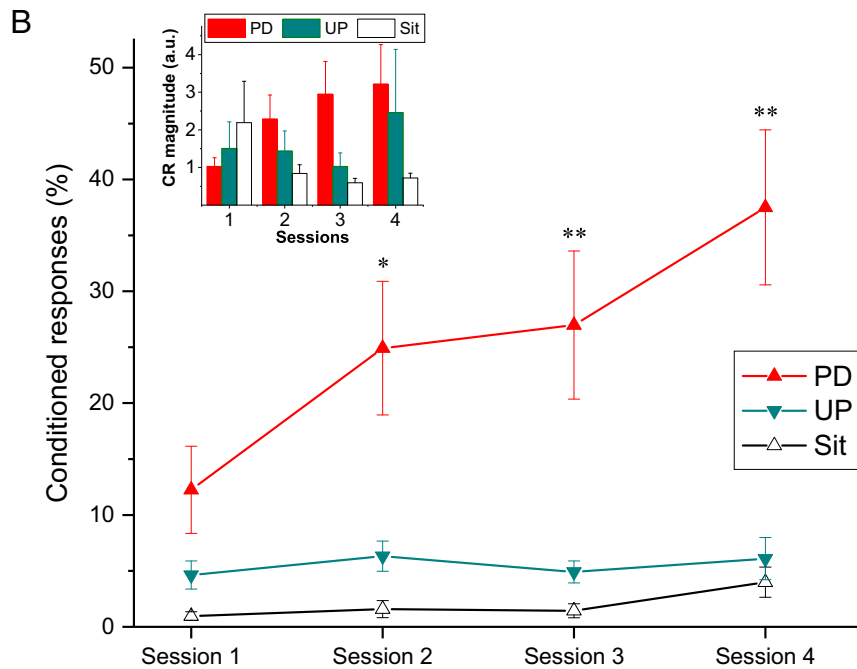 B
PD UP Sit
CR magnitude (a.u.)
4
3
2
1
1 2 3 4
Sessions
Conditioned responses (%)
50
40
30
20
10
0
*
**
**
PD
UP
Sit
Session 1 Session 2 Session 3 Session 4